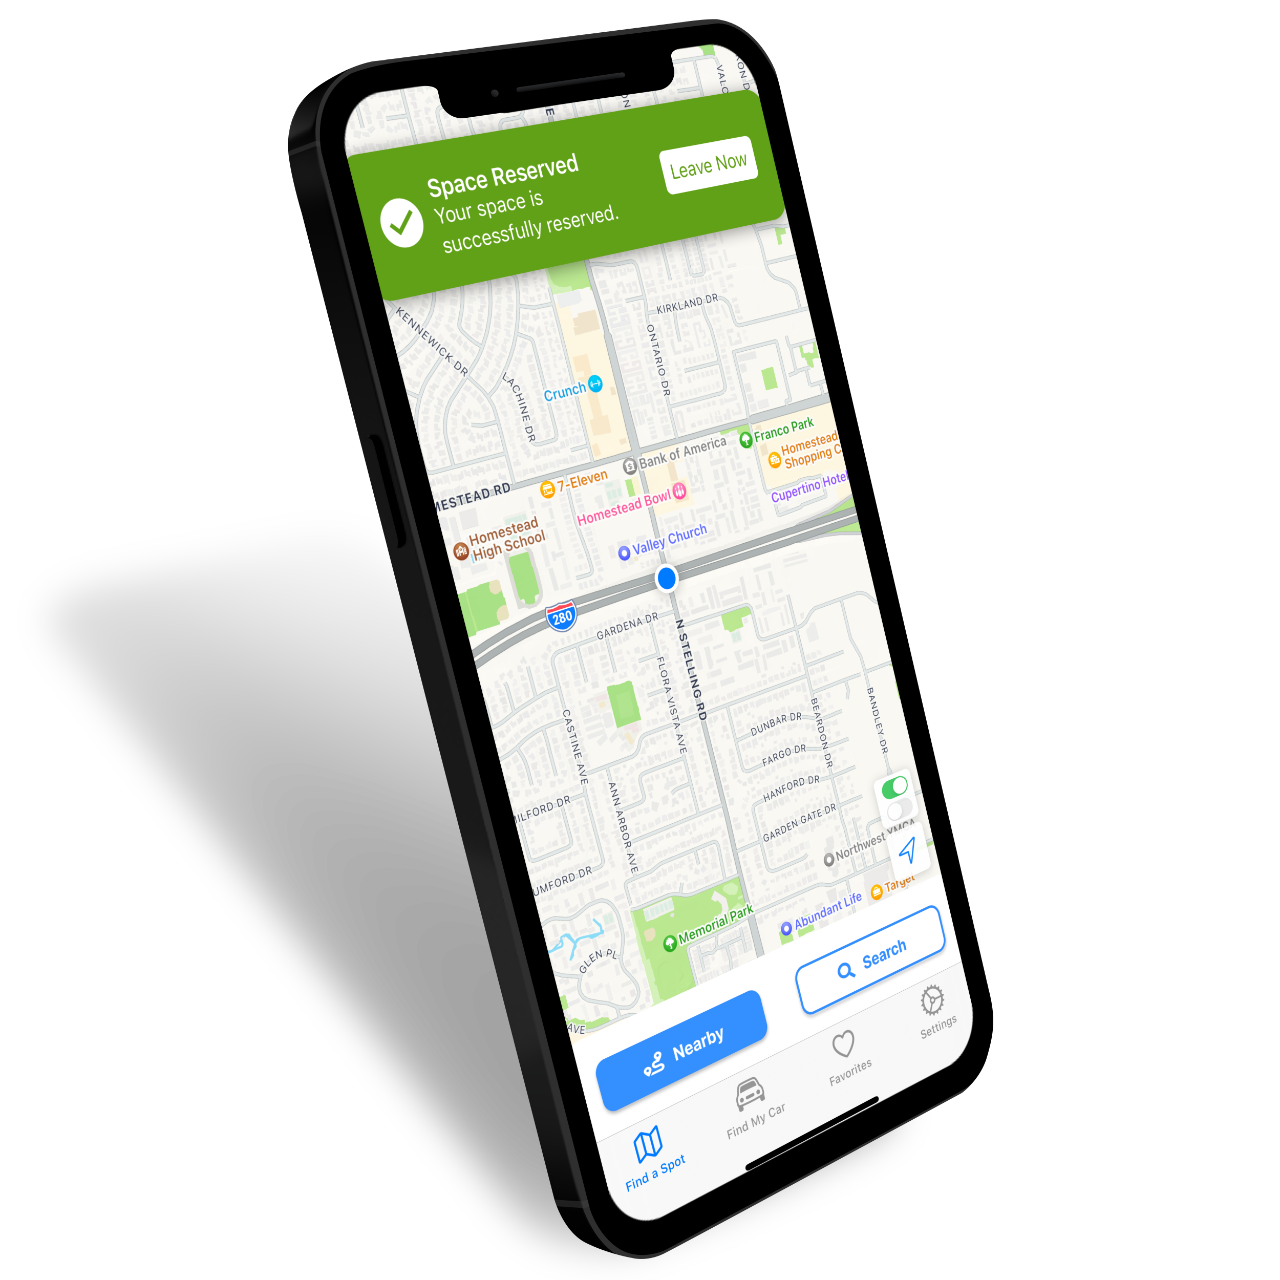 Space Reserved
Your space is
successfully reserved.
Leave Now
KIRKLAND DR
ONTARIO DR
KENNEWICK DR
LACHINE DR
Crunch
Franco Park
Bank of America
Homestead
Shopping C
7-Eleven
MESTEAD RD
Homestead Bowl
Cupertino Hotel
Homestead
High School
Valley Church
280
GARDENA DR
N STELLING RD
FLORA VISTA AVE
CASTINE AVE
BEARDON DR
BANDLEY DR
DUNBAR DR
FARGO DR
HANFORD DR
GARDEN GATE DR
MILFORD DR
ANN ARBOR AVE
UMFORD DR
Northwest YMCA
Target
Abundant Life
Memorial Park
GLEN PL
AVE
Nearby
Search
Find a Spot
Find My Car
Favorites
Settings